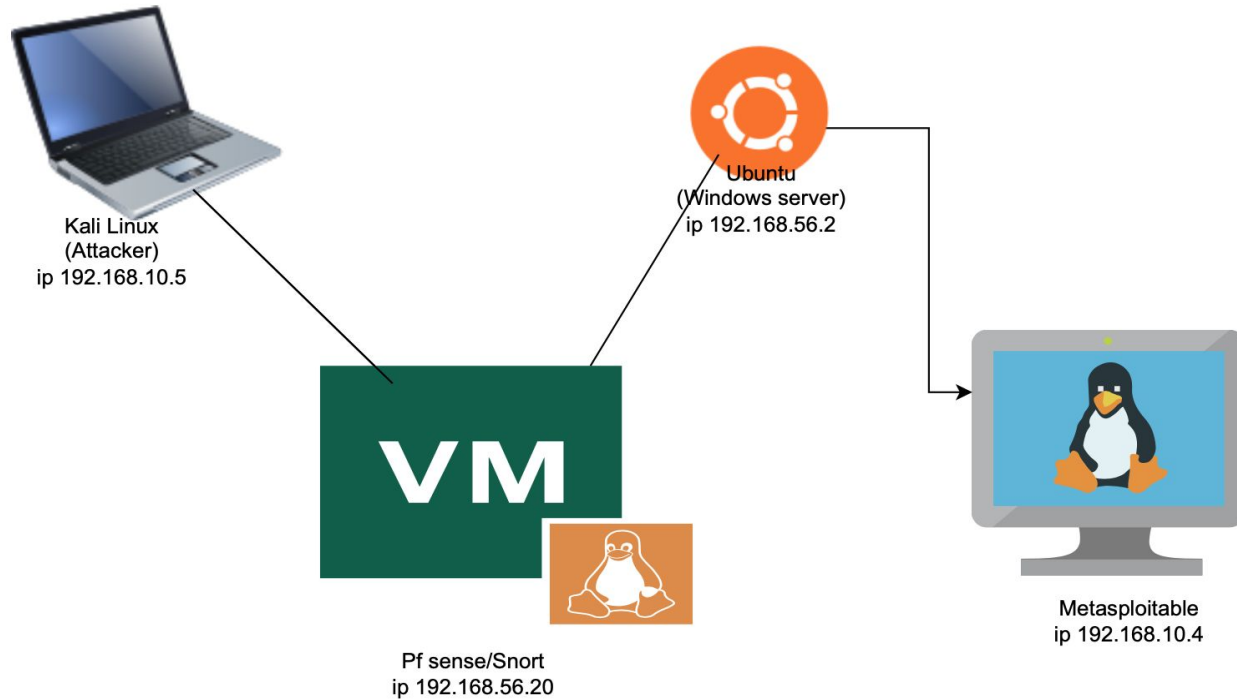 Kali Linux
(Attacker)
ip 192.168.10.5
Ubuntu
(Windows server)
ip 192.168.56.2
VM
Pf sense/Snort
ip 192.168.56.20
Metasploitable
ip 192.168.10.4